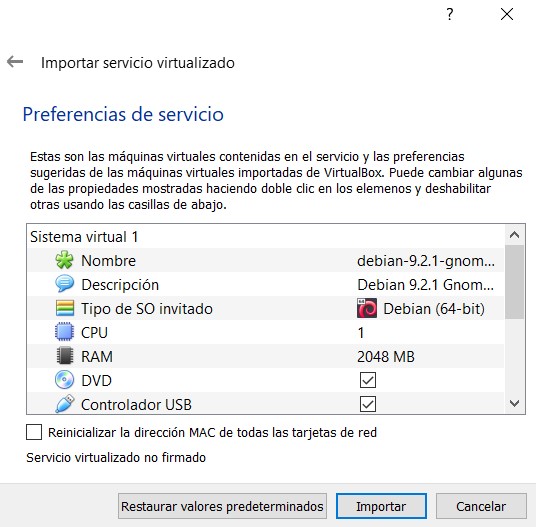 ?
Importar servicio virtualizado
Preferencias de servicio
Estas son las máquinas virtuales contenidas en el servicio y las preferencias
sugeridas de las máquinas virtuales importadas de VirtualBox. Puede cambiar algunas
de las propiedades mostradas haciendo doble clic en los elemenos y deshabilitar
otras usando las casillas de abajo.
Sistema virtual 1
Nombre debian-9.2.1-gnom...
Descripción Debian 9.2.1 Gnom...
Tipo de SO invitado Debian (64-bit)
CPU 1
RAM 2048 MB
DVD
Controlador USB
Reinicializar la dirección MAC de todas las tarjetas de red
Servicio virtualizado no firmado
Restaurar valores predeterminados Importar Cancelar